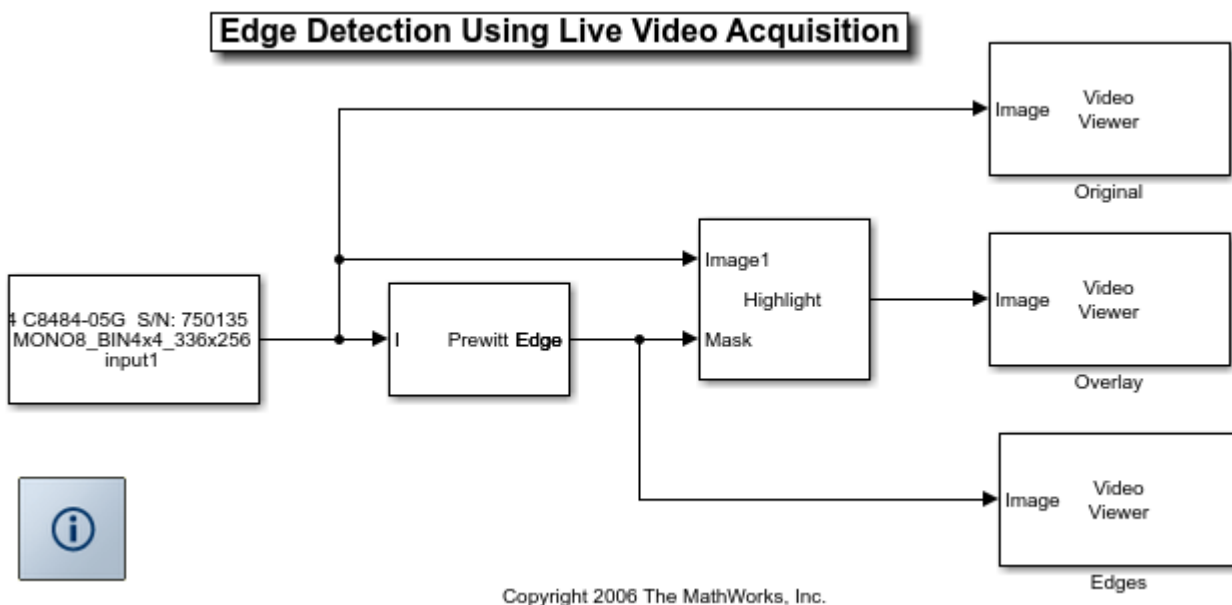 Edge Detection Using Live Video Acquisition
Image
Video
Viewer
Original
4 C8484-05G S/N: 750135
MONO8_BIN4x4_336x256
input1
I
Prewitt Edge
Image1
Highlight
Mask
Image
Video
Viewer
Overlay
Image
Video
Viewer
Edges
Copyright 2006 The MathWorks, Inc.